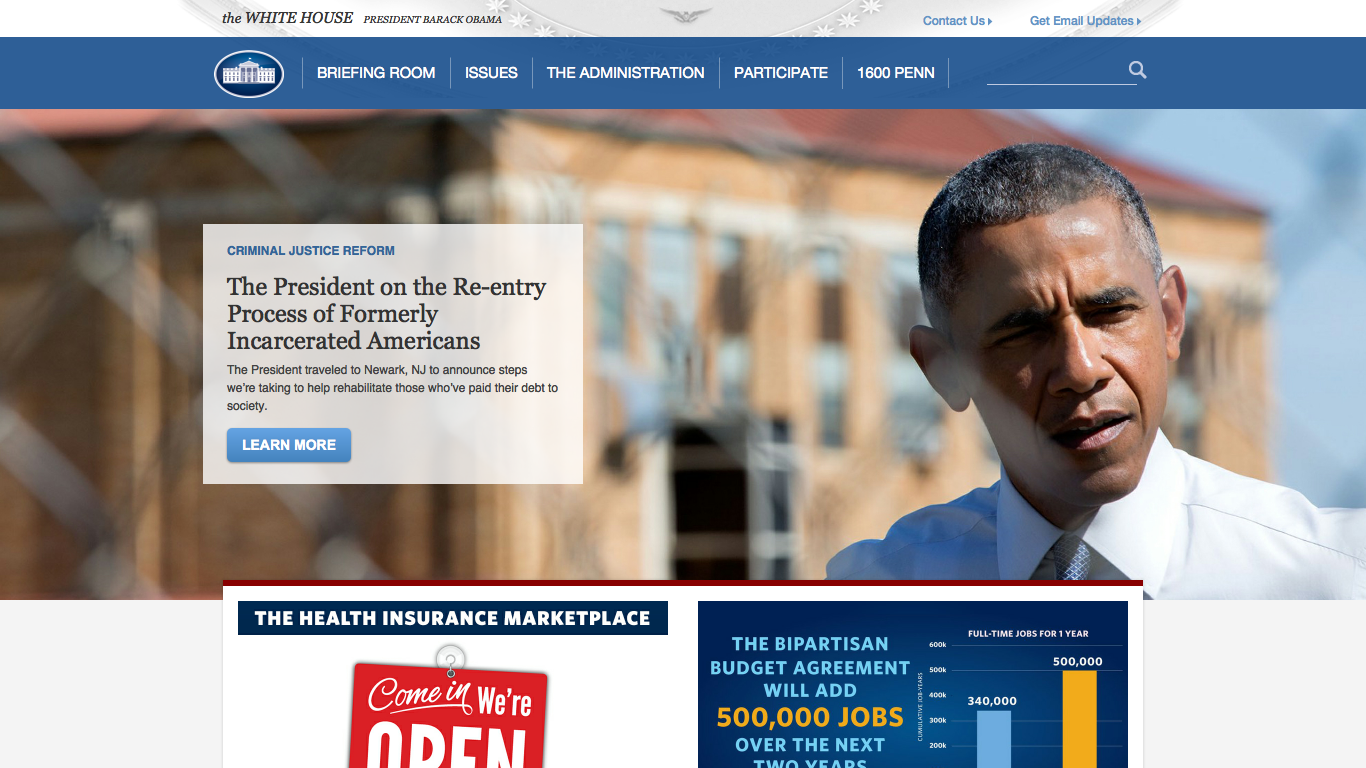 the WHITE HOUSE PRESIDENT BARACK OBAMA
Contact Us
Get Email Updates
BRIEFING ROOM
ISSUES
THE ADMINISTRATION
PARTICIPATE
1600 PENN
CRIMINAL JUSTICE REFORM
The President on the Re-entry
Process of Formerly
Incarcerated Americans
The President traveled to Newark, NJ to announce steps
we're taking to help rehabilitate those who've paid their debt to
society.
LEARN MORE
THE HEALTH INSURANCE MARKETPLACE
Come in We're
OPEN
THE BIPARTISAN
BUDGET AGREEMENT
WILL ADD
500,000 JOBS
OVER THE NEXT
TWO YEARS
FULL-TIME JOBS FOR 1 YEAR
CUMULATIVE JOB-YEARS
600k
500k
400k
300k
200k
340,000
500,000